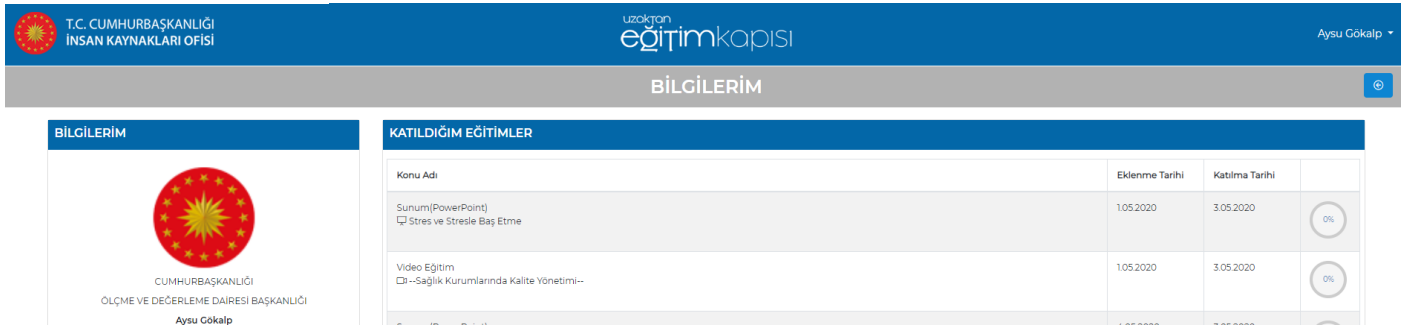 T.C. CUMHURBAŞKANLIĞI
İNSAN KAYNAKLARI OFİSİ
uzaktan
eğitimkapısı
Aysu Gökalp
BİLGİLERİM
BİLGİLERİM
CUMHURBAŞKANLIĞI
ÖLÇME VE DEĞERLEME DAİRESİ BAŞKANLIĞI
Aysu Gökalp
KATILDIĞIM EĞİTİMLER
Konu Adı Eklenme Tarihi Katılma Tarihi
Sunum(PowerPoint) 1.05.2020 3.05.2020 0%
Stres ve Stresle Baş Etme
Video Eğitim 1.05.2020 3.05.2020 0%
--Sağlık Kurumlarında Kalite Yönetimi--